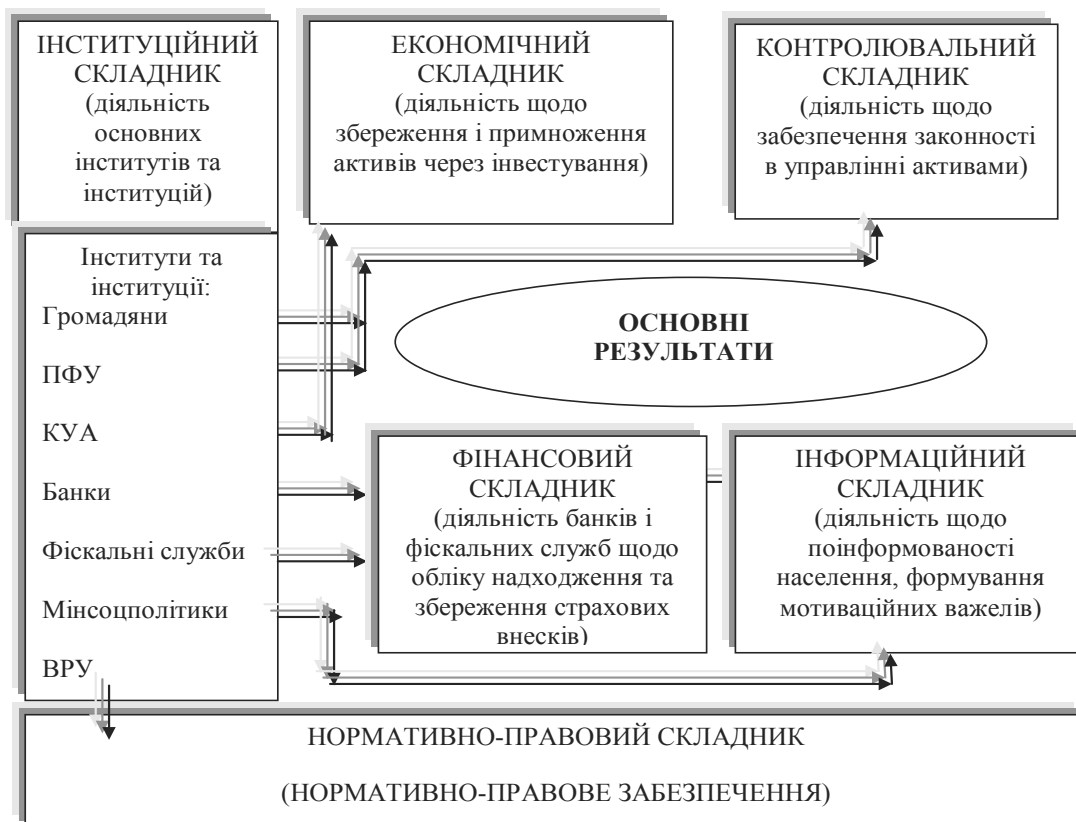 ІНСТИТУЦІЙНИЙ
СКЛАДНИК
(діяльність
основних
інститутів та
інституцій)
ЕКОНОМІЧНИЙ
СКЛАДНИК
(діяльність щодо
збереження і примноження
активів через інвестування)
КОНТРОЛЮВАЛЬНИЙ
СКЛАДНИК
(діяльність щодо
забезпечення законності
в управлінні активами)
Інститути та
інституції:
Громадяни
ПФУ
КУА
Банки
Фіскальні служби
Мінсоцполітики
ВРУ
ОСНОВНІ
РЕЗУЛЬТАТИ
ФІНАНСОВИЙ
СКЛАДНИК
(діяльність банків і
фіскальних служб щодо
обліку надходження та
збереження страхових
внесків)
ІНФОРМАЦІЙНИЙ
СКЛАДНИК
(діяльність щодо
поінформованості
населення, формування
мотиваційних важелів)
НОРМАТИВНО-ПРАВОВИЙ СКЛАДНИК
(НОРМАТИВНО-ПРАВОВЕ ЗАБЕЗПЕЧЕННЯ)